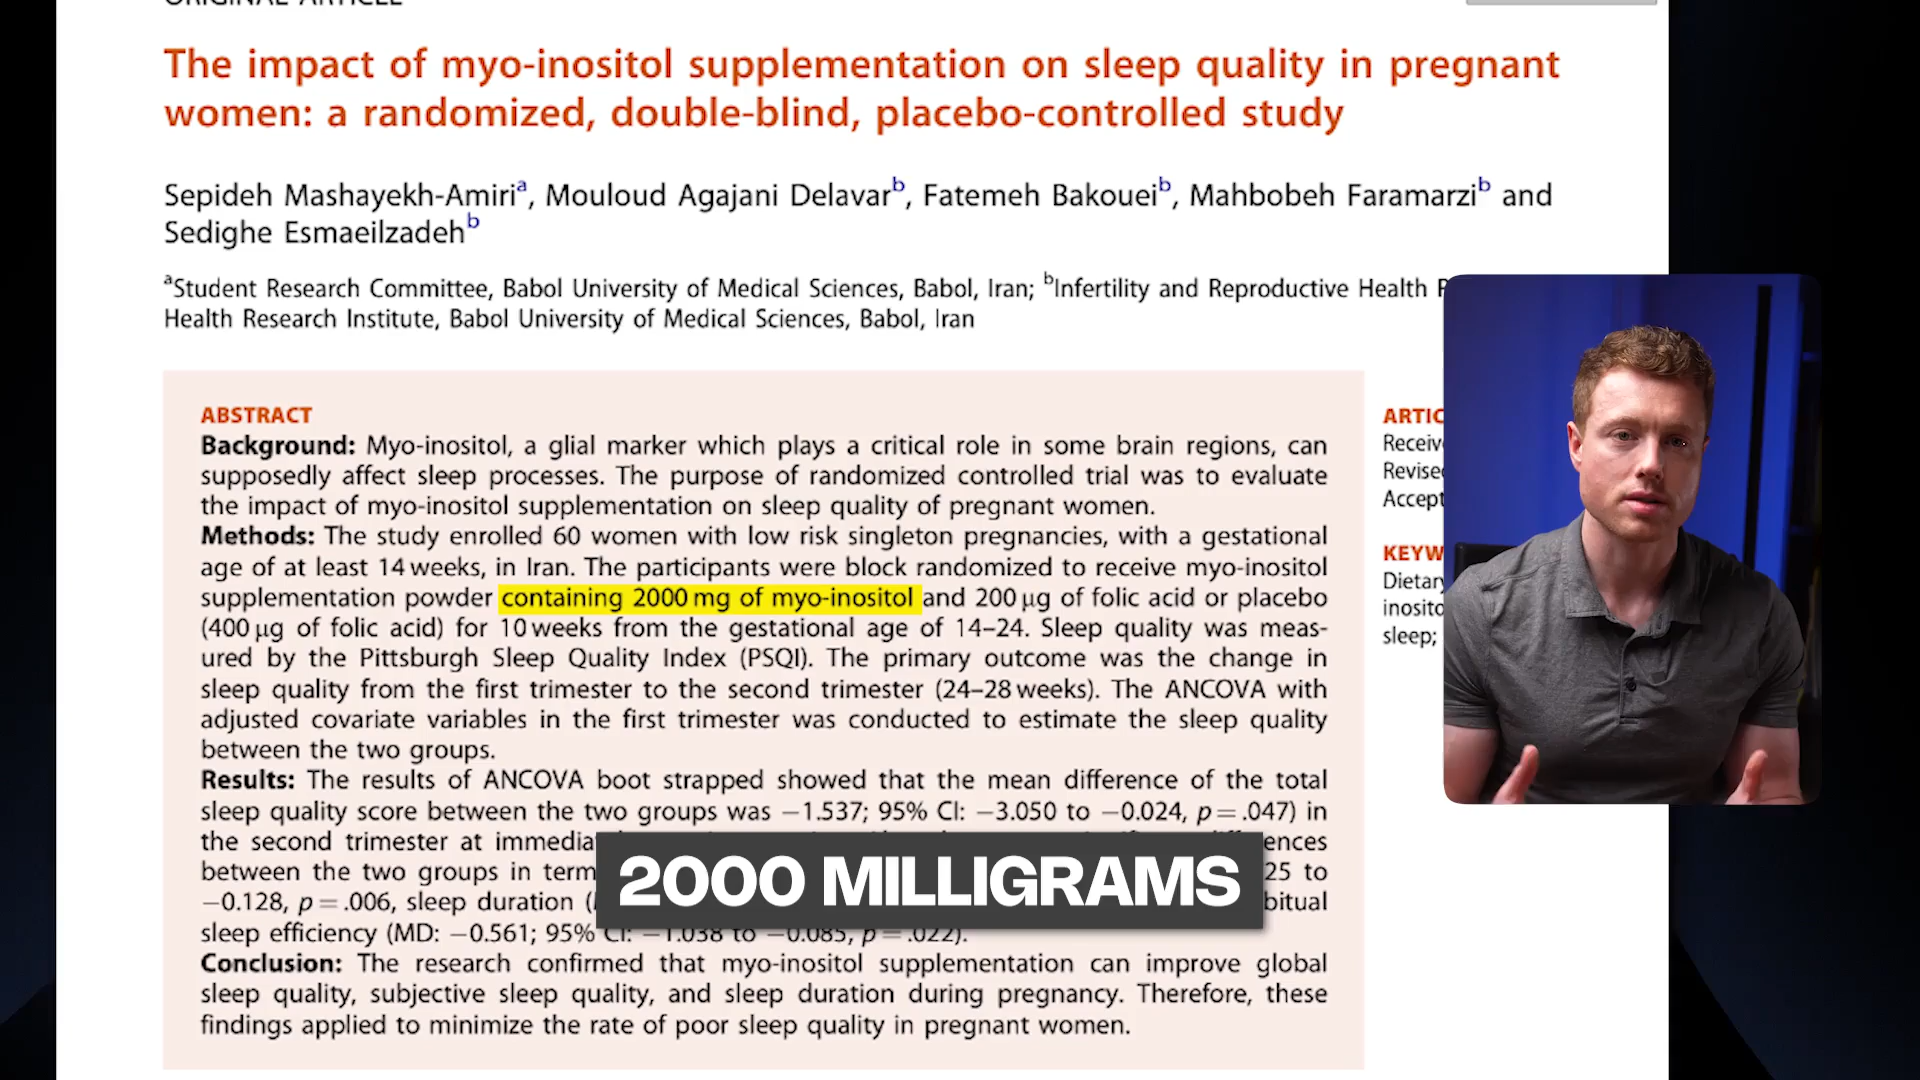 ORIGINAL ARTICLE
The impact of myo-inositol supplementation on sleep quality in pregnant
women: a randomized, double-blind, placebo-controlled study
Sepideh Mashayekh-Amiriᵃ, Mouloud Agajani Delavarᵇ, Fatemeh Bakoueiᵇ, Mahbobeh Faramarziᵇ and
Sedighe Esmaeilzadehᵇ
ᵃStudent Research Committee, Babol University of Medical Sciences, Babol, Iran; ᵇInfertility and Reproductive Health
Health Research Institute, Babol University of Medical Sciences, Babol, Iran
ABSTRACT
Background: Myo-inositol, a glial marker which plays a critical role in some brain regions, can
supposedly affect sleep processes. The purpose of randomized controlled trial was to evaluate
the impact of myo-inositol supplementation on sleep quality of pregnant women.
Methods: The study enrolled 60 women with low risk singleton pregnancies, with a gestational
age of at least 14 weeks, in Iran. The participants were block randomized to receive myo-inositol
supplementation powder containing 2000 mg of myo-inositol and 200 µg of folic acid or placebo
(400 µg of folic acid) for 10 weeks from the gestational age of 14–24. Sleep quality was meas-
ured by the Pittsburgh Sleep Quality Index (PSQI). The primary outcome was the change in
sleep quality from the first trimester to the second trimester (24–28 weeks). The ANCOVA with
adjusted covariate variables in the first trimester was conducted to estimate the sleep quality
between the two groups.
Results: The results of ANCOVA boot strapped showed that the mean difference of the total
sleep quality score between the two groups was −1.537; 95% CI: −3.050 to −0.024, p = .047) in
the second trimester at immedia ences
between the two groups in term 25 to
−0.128, p = .006, sleep duration ( bitual
sleep efficiency (MD: −0.561; 95% CI: −1.038 to −0.085, p = .022).
Conclusion: The research confirmed that myo-inositol supplementation can improve global
sleep quality, subjective sleep quality, and sleep duration during pregnancy. Therefore, these
findings applied to minimize the rate of poor sleep quality in pregnant women.
ARTIC
Receiv
Revised
Accept
KEYW
Dietary
inosito
sleep;
2000 MILLIGRAMS